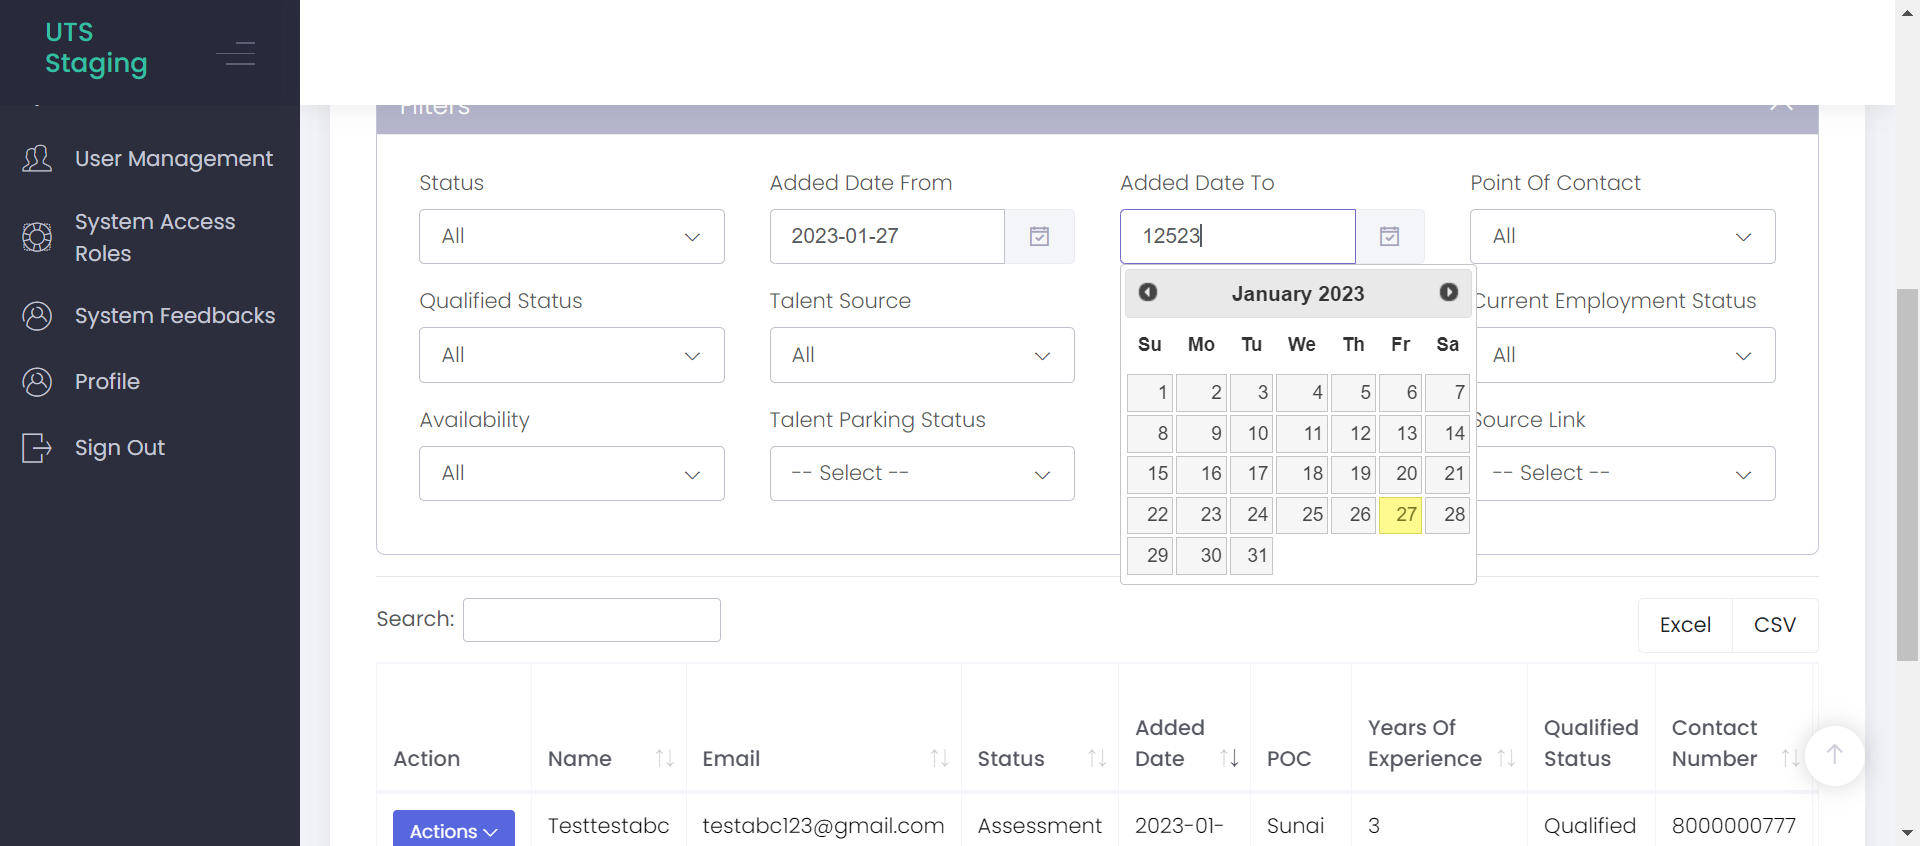 UTS
Staging
User Management
System Access
Roles
System Feedbacks
Profile
Sign Out
Filters
Status
Added Date From
Added Date To
Point Of Contact
All
2023-01-27
12523
All
Qualified Status
Talent Source
January 2023
Current Employment Status
All
All
Su Mo Tu We Th Fr Sa
All
1 2 3 4 5 6 7
8 9 10 11 12 13 14
15 16 17 18 19 20 21
22 23 24 25 26 27 28
29 30 31
Availability
Talent Parking Status
Source Link
All
-- Select --
-- Select --
Search:
Excel
CSV
Action
Name
Email
Status
Added
Date
POC
Years Of
Experience
Qualified
Status
Contact
Number
Actions
Testtestabc
testabc123@gmail.com
Assessment
2023-01-
Sunai
3
Qualified
8000000777